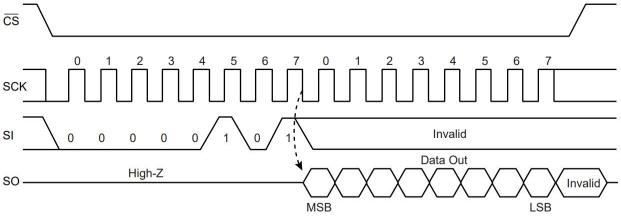 CS
0 1 2 3 4 5 6 7 0 1 2 3 4 5 6 7
SCK
SI
0 0 0 0 0 1 0 1
Invalid
Data Out
High-Z
SO
Invalid
MSB
LSB